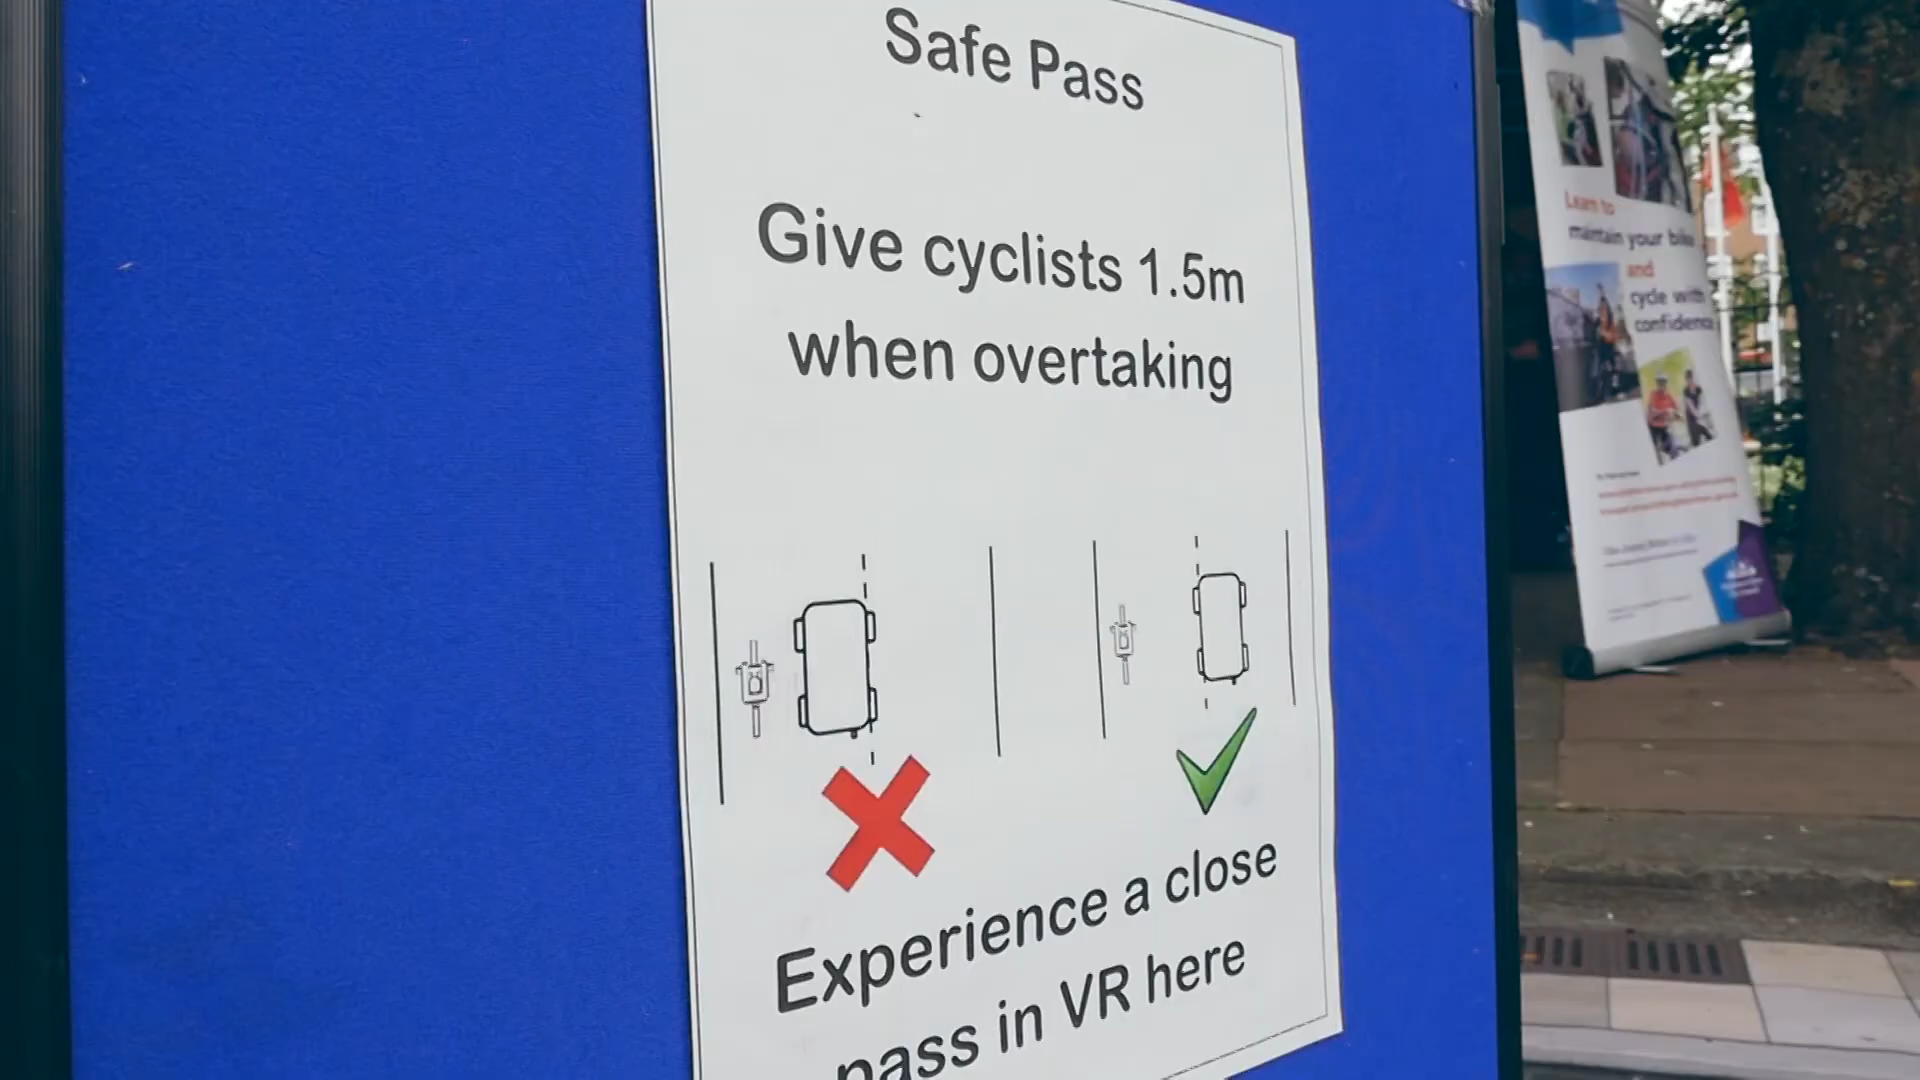 Safe Pass
Give cyclists 1.5m
when overtaking
Experience a close
pass in VR here
Learn to
maintain your bike
and
cycle with
confidence